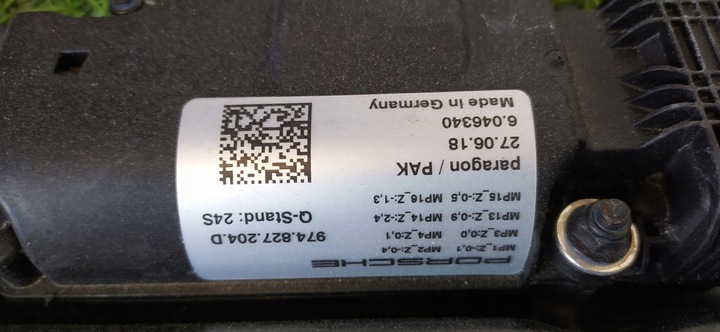 PORSCHE
MP1_Z:-0,1 MP2_Z:-0,4
MP3_Z:0,0 MP4_Z:0,1
MP13_Z:-0,9 MP14_Z:-2,4
MP15_Z:-0,5 MP16_Z:-1,3
974.827.204.D
Q-Stand: 24S
paragon / PAK
27.06.18
6.046340
Made in Germany